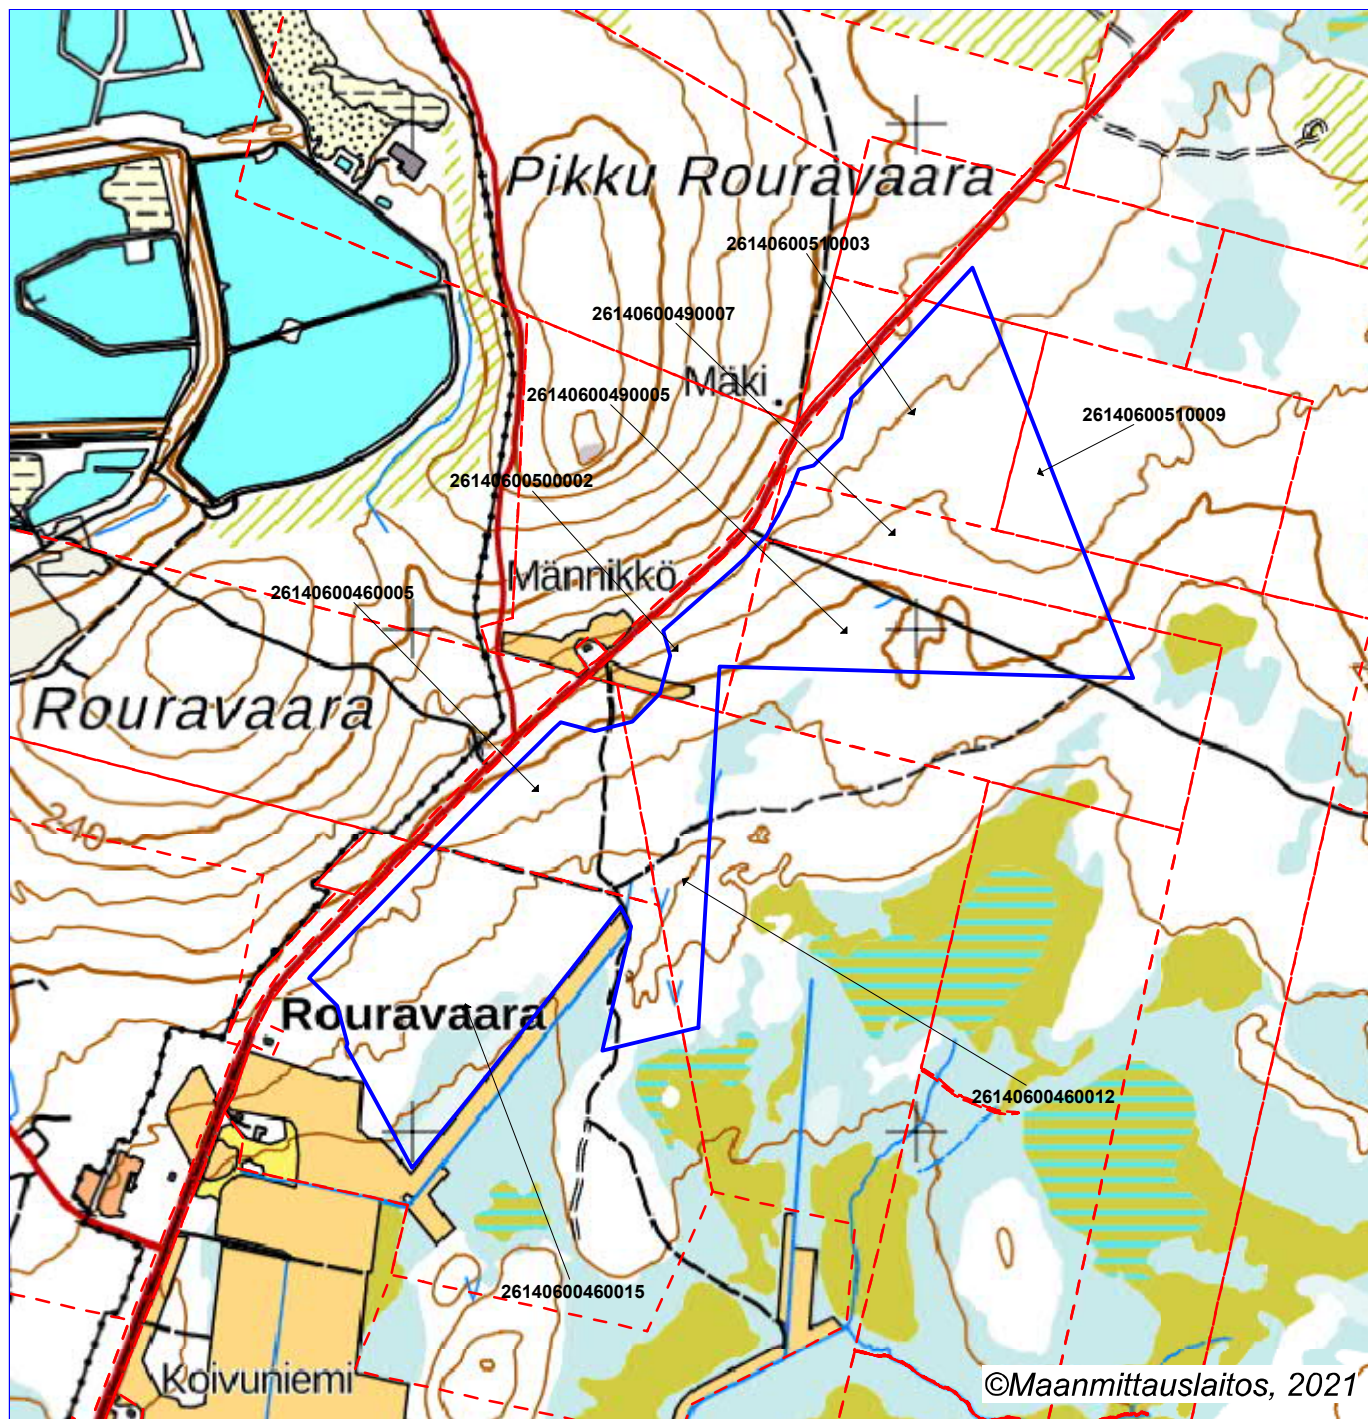 Pikku Rouravaara
26140600510003
26140600490007
Mäki
26140600490005
26140600510009
26140600500002
Männikkö
26140600460005
Rouravaara
240
Rouravaara
26140600460012
26140600460015
Koivuniemi
©Maanmittauslaitos, 2021